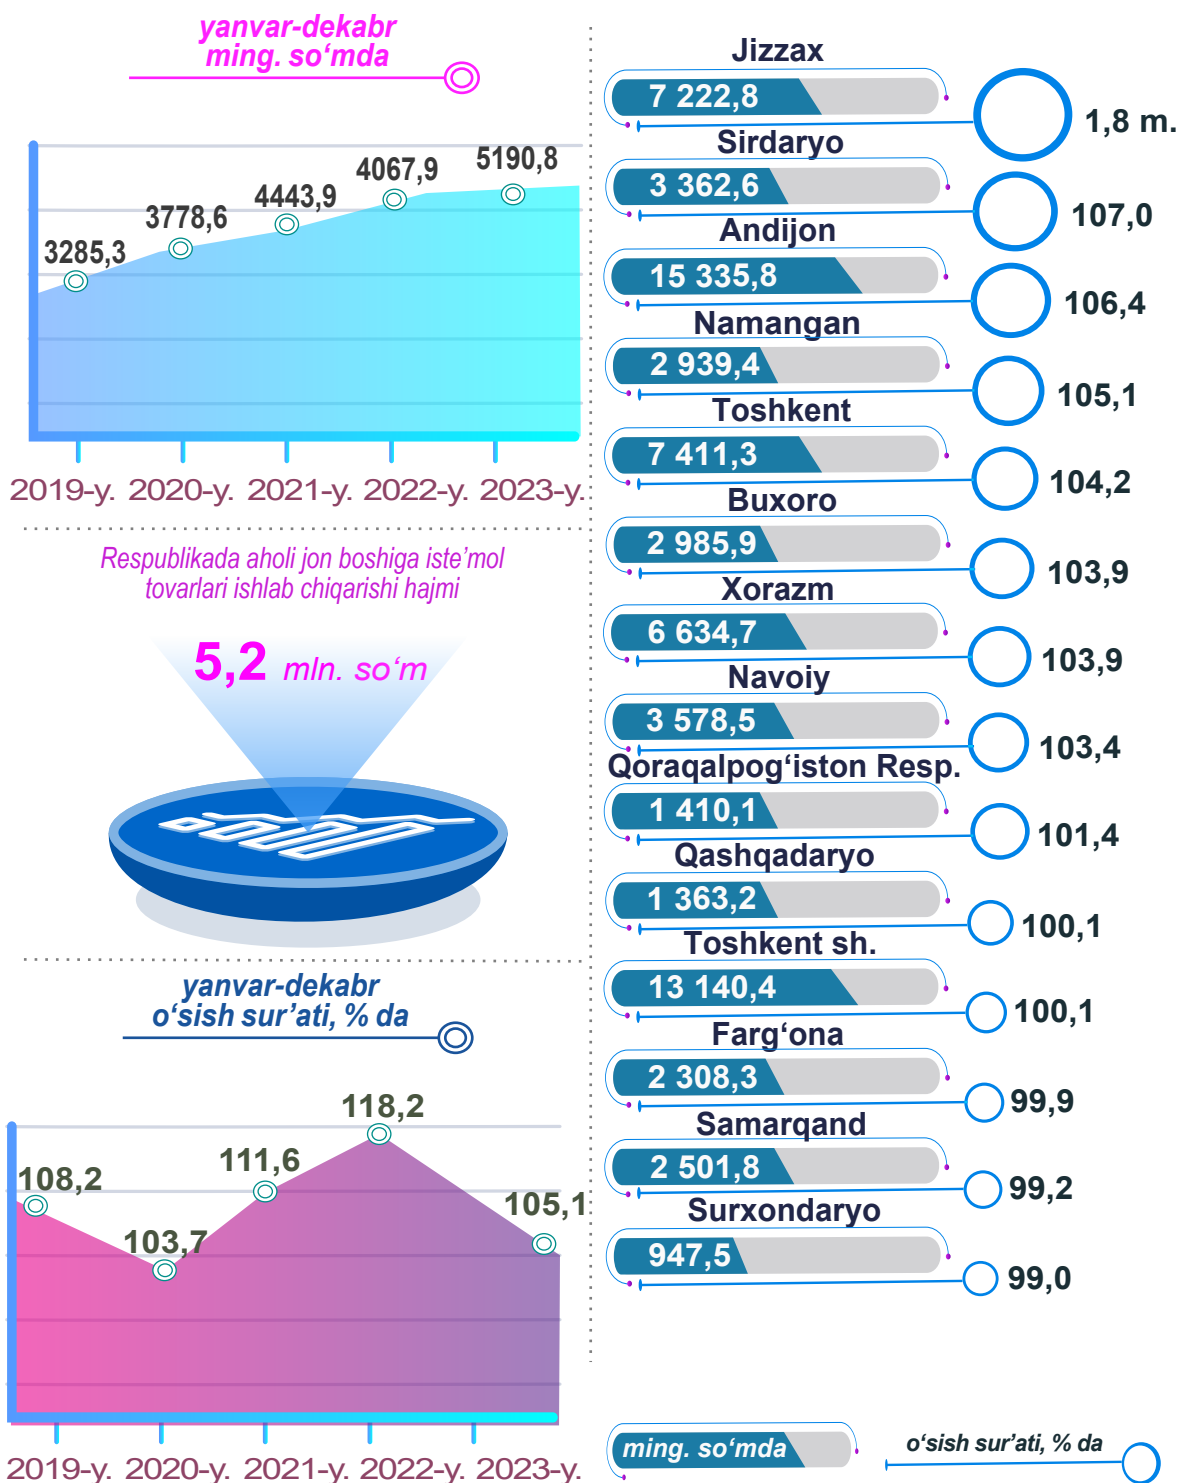 yanvar-dekabr
ming. so‘mda
3285,3
3778,6
4443,9
4067,9
5190,8
2019-y. 2020-y. 2021-y. 2022-y. 2023-y.
Respublikada aholi jon boshiga iste’mol
tovarlari ishlab chiqarishi hajmi
5,2 mln. so‘m
yanvar-dekabr
o‘sish sur’ati, % da
108,2
103,7
111,6
118,2
105,1
2019-y. 2020-y. 2021-y. 2022-y. 2023-y.
Jizzax
7 222,8
1,8 m.
Sirdaryo
3 362,6
107,0
Andijon
15 335,8
106,4
Namangan
2 939,4
105,1
Toshkent
7 411,3
104,2
Buxoro
2 985,9
103,9
Xorazm
6 634,7
103,9
Navoiy
3 578,5
103,4
Qoraqalpog‘iston Resp.
1 410,1
101,4
Qashqadaryo
1 363,2
100,1
Toshkent sh.
13 140,4
100,1
Farg‘ona
2 308,3
99,9
Samarqand
2 501,8
99,2
Surxondaryo
947,5
99,0
ming. so‘mda
o‘sish sur’ati, % da